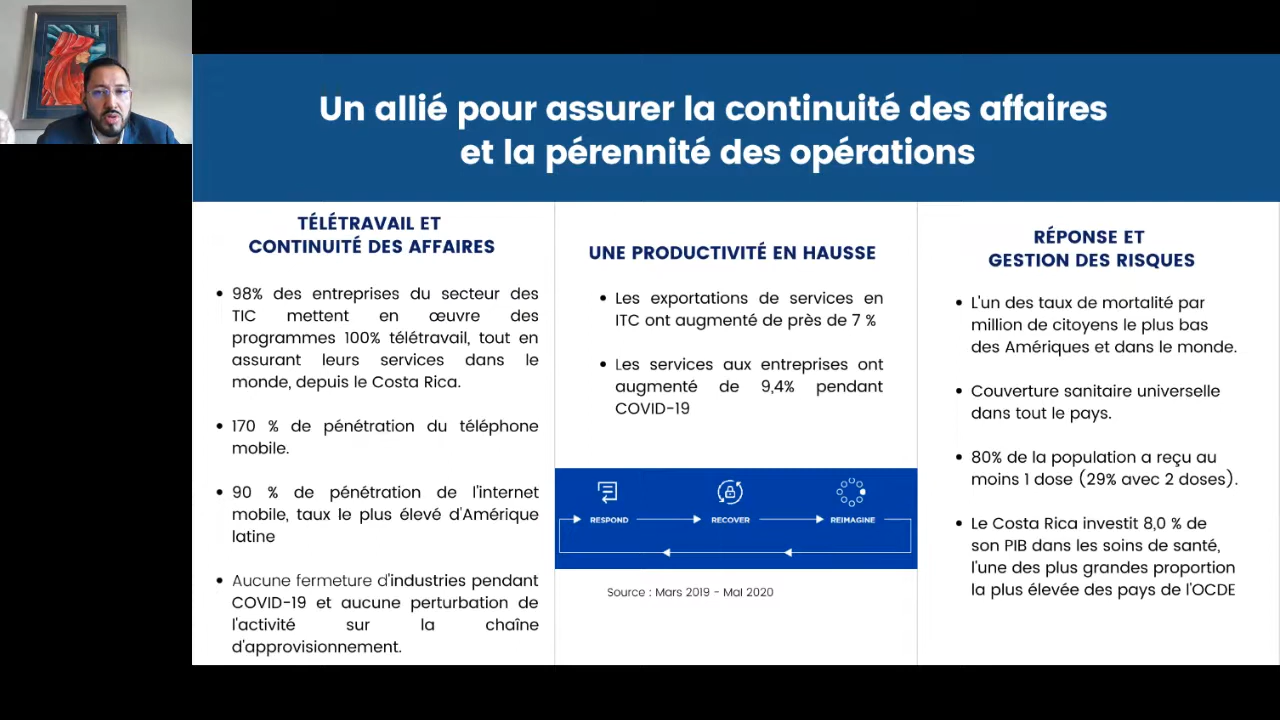 Un allié pour assurer la continuité des affaires
et la pérennité des opérations
TÉLÉTRAVAIL ET
CONTINUITÉ DES AFFAIRES
• 98% des entreprises du secteur des
TIC mettent en œuvre des
programmes 100% télétravail, tout en
assurant leurs services dans le
monde, depuis le Costa Rica.
• 170 % de pénétration du téléphone
mobile.
• 90 % de pénétration de l'internet
mobile, taux le plus élevé d'Amérique
latine
• Aucune fermeture d'industries pendant
COVID-19 et aucune perturbation de
l'activité sur la chaîne
d'approvisionnement.
UNE PRODUCTIVITÉ EN HAUSSE
• Les exportations de services en
ITC ont augmenté de près de 7 %
• Les services aux entreprises ont
augmenté de 9,4% pendant
COVID-19
RESPOND
RECOVER
REIMAGINE
Source : Mars 2019 - Mai 2020
RÉPONSE ET
GESTION DES RISQUES
• L'un des taux de mortalité par
million de citoyens le plus bas
des Amériques et dans le monde.
• Couverture sanitaire universelle
dans tout le pays.
• 80% de la population a reçu au
moins 1 dose (29% avec 2 doses).
• Le Costa Rica investit 8,0 % de
son PIB dans les soins de santé,
l'une des plus grandes proportion
la plus élevée des pays de l'OCDE